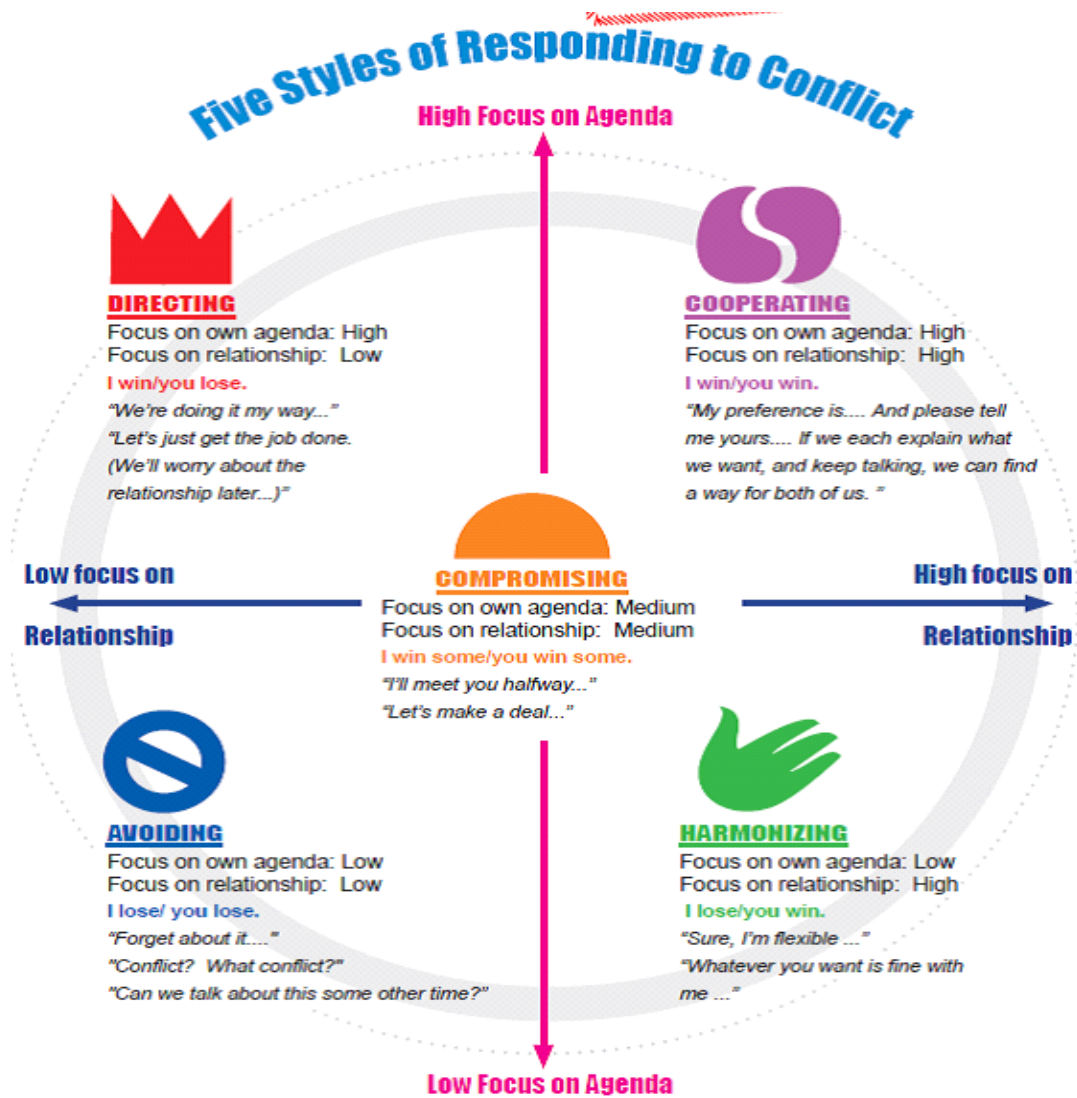 Five Styles of Responding to Conflict
High Focus on Agenda
DIRECTING
Focus on own agenda: High
Focus on relationship:  Low
I win/you lose.
“We’re doing it my way...”
“Let’s just get the job done.
(We’ll worry about the
relationship later...)”
COOPERATING
Focus on own agenda: High
Focus on relationship:  High
I win/you win.
“My preference is.... And please tell
me yours.... If we each explain what
we want, and keep talking, we can find
a way for both of us. ”
Low focus on
Relationship
COMPROMISING
Focus on own agenda: Medium
Focus on relationship:  Medium
I win some/you win some.
“I’ll meet you halfway...”
“Let’s make a deal...”
High focus on
Relationship
AVOIDING
Focus on own agenda: Low
Focus on relationship:  Low
I lose/ you lose.
“Forget about it....”
"Conflict?  What conflict?"
"Can we talk about this some other time?”
HARMONIZING
Focus on own agenda: Low
Focus on relationship:  High
I lose/you win.
“Sure, I’m flexible ...”
“Whatever you want is fine with
me ...”
Low Focus on Agenda